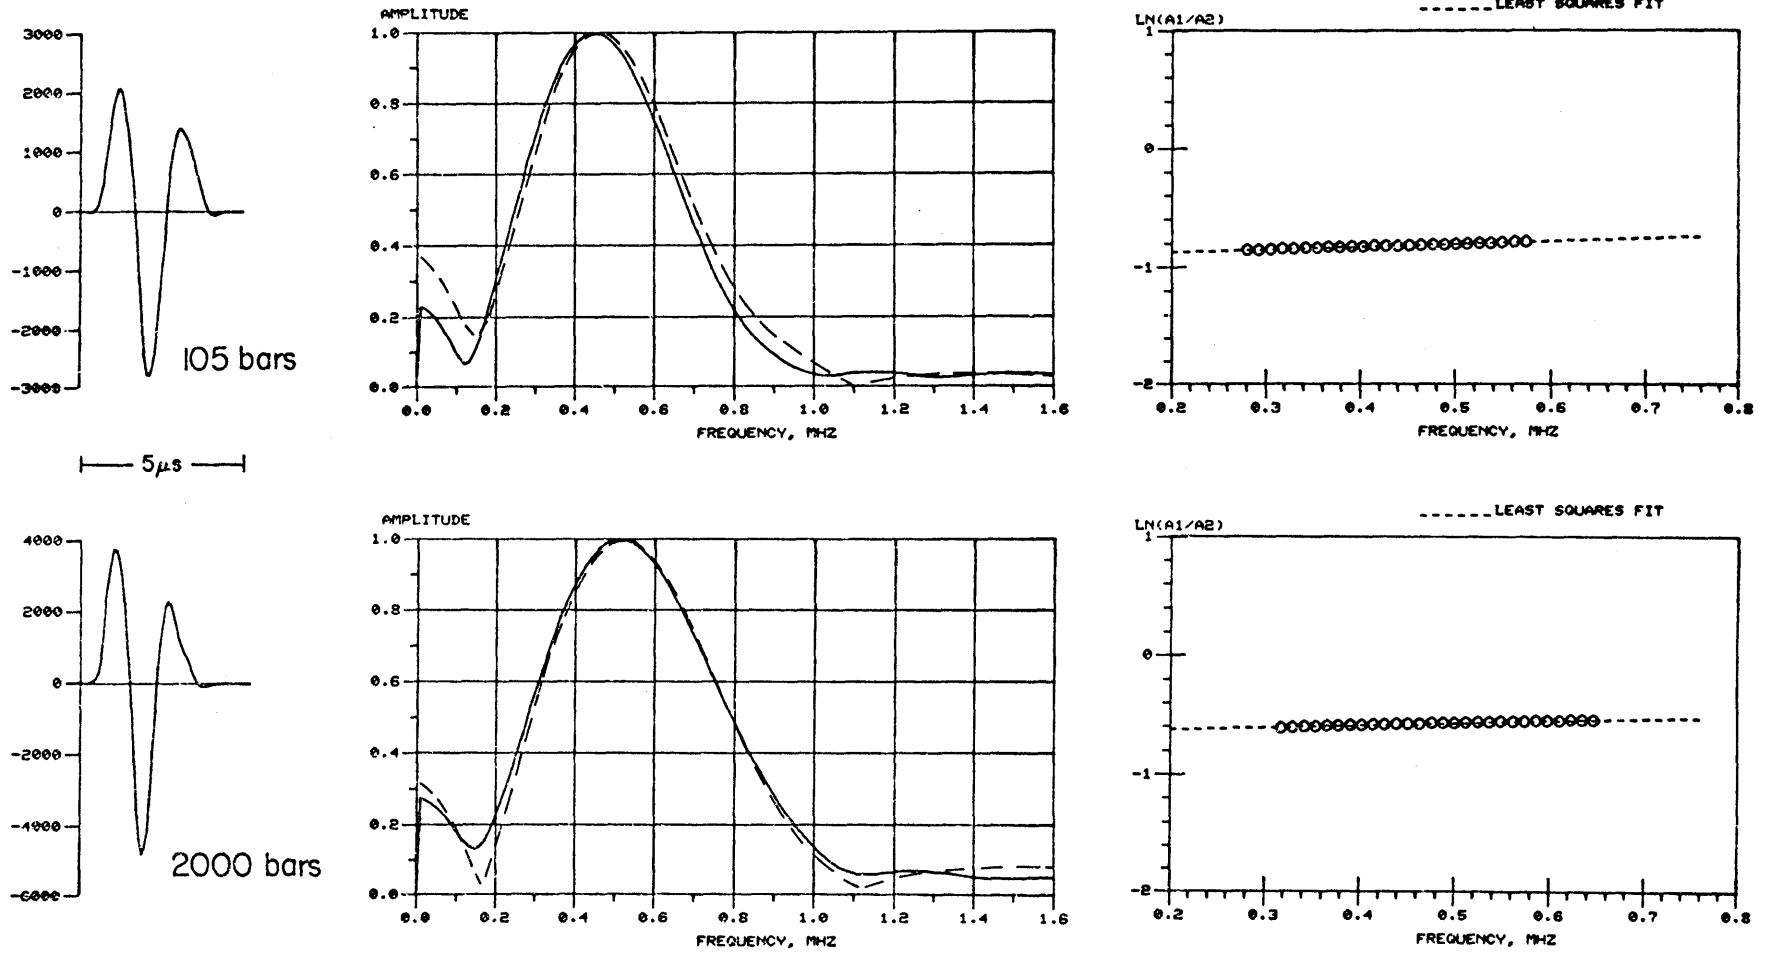 LEAST SQUARES FIT
AMPLITUDE
LN(A1/A2)
3000
2000
1000
0
-1000
-2000
-3000
105 bars
1.0
0.8
0.6
0.4
0.2
0.0
0.0 0.2 0.4 0.6 0.8 1.0 1.2 1.4 1.6
FREQUENCY, MHZ
1
0
-1
-2
0.2 0.3 0.4 0.5 0.6 0.7 0.8
FREQUENCY, MHZ
5μs
LEAST SQUARES FIT
AMPLITUDE
LN(A1/A2)
4000
2000
0
-2000
-4000
-6000
2000 bars
1.0
0.8
0.6
0.4
0.2
0.0
0.0 0.2 0.4 0.6 0.8 1.0 1.2 1.4 1.6
FREQUENCY, MHZ
1
0
-1
-2
0.2 0.3 0.4 0.5 0.6 0.7 0.8
FREQUENCY, MHZ